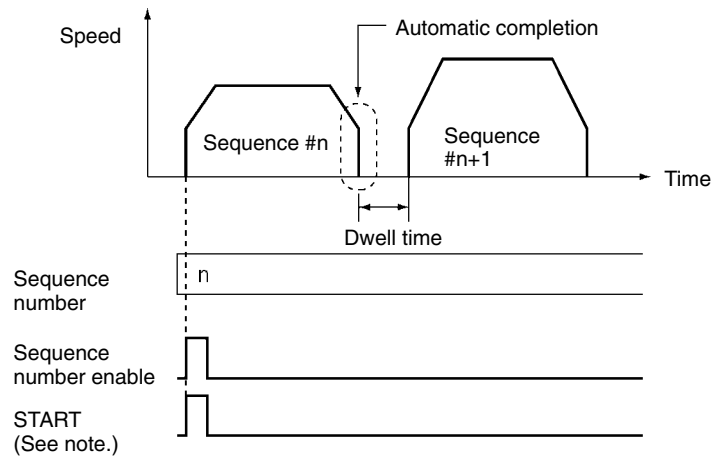 Speed
Automatic completion
Sequence #n
Sequence
#n+1
Time
Dwell time
Sequence
number
n
Sequence
number enable
START
(See note.)